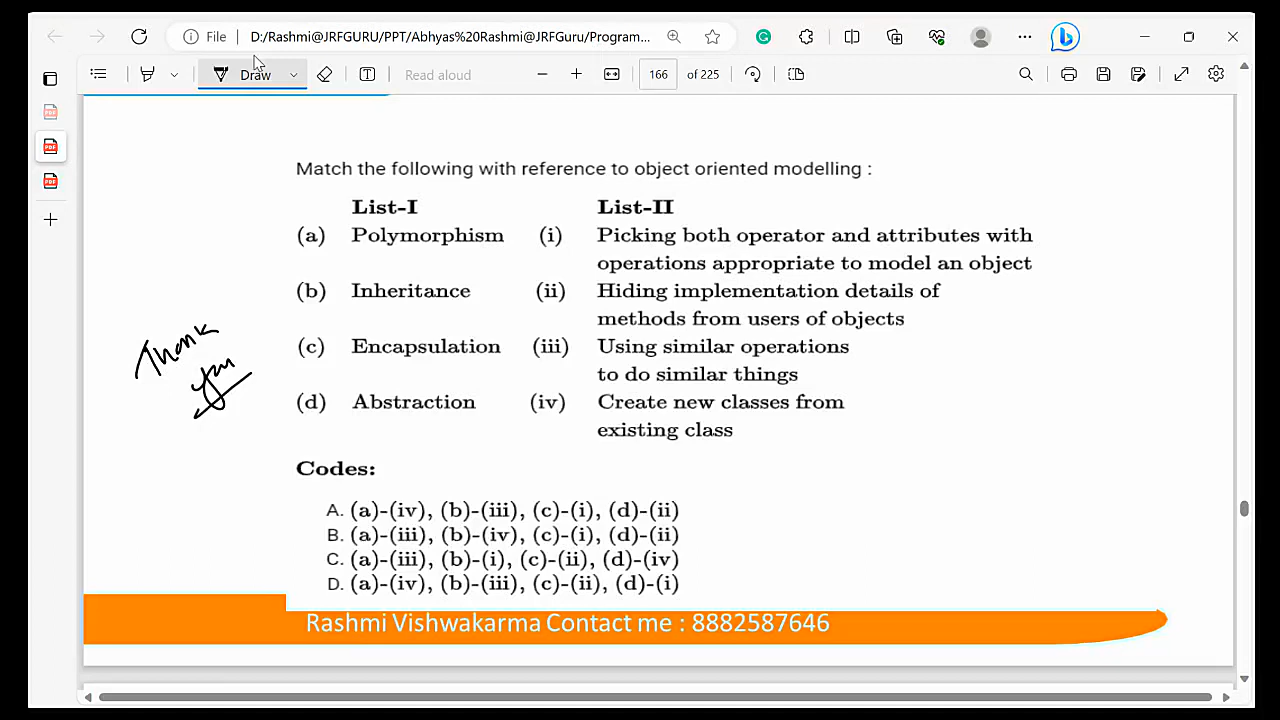 File
D:/Rashmi@JRFGURU/PPT/Abhyas%20Rashmi@JRFGuru/Program...
Draw
Read aloud
166 of 225
Match the following with reference to object oriented modelling :
List-I List-II
(a) Polymorphism (i) Picking both operator and attributes with
operations appropriate to model an object
(b) Inheritance (ii) Hiding implementation details of
methods from users of objects
(c) Encapsulation (iii) Using similar operations
to do similar things
(d) Abstraction (iv) Create new classes from
existing class
Thank
you
Codes:
A. (a)-(iv), (b)-(iii), (c)-(i), (d)-(ii)
B. (a)-(iii), (b)-(iv), (c)-(i), (d)-(ii)
C. (a)-(iii), (b)-(i), (c)-(ii), (d)-(iv)
D. (a)-(iv), (b)-(iii), (c)-(ii), (d)-(i)
Rashmi Vishwakarma Contact me : 8882587646